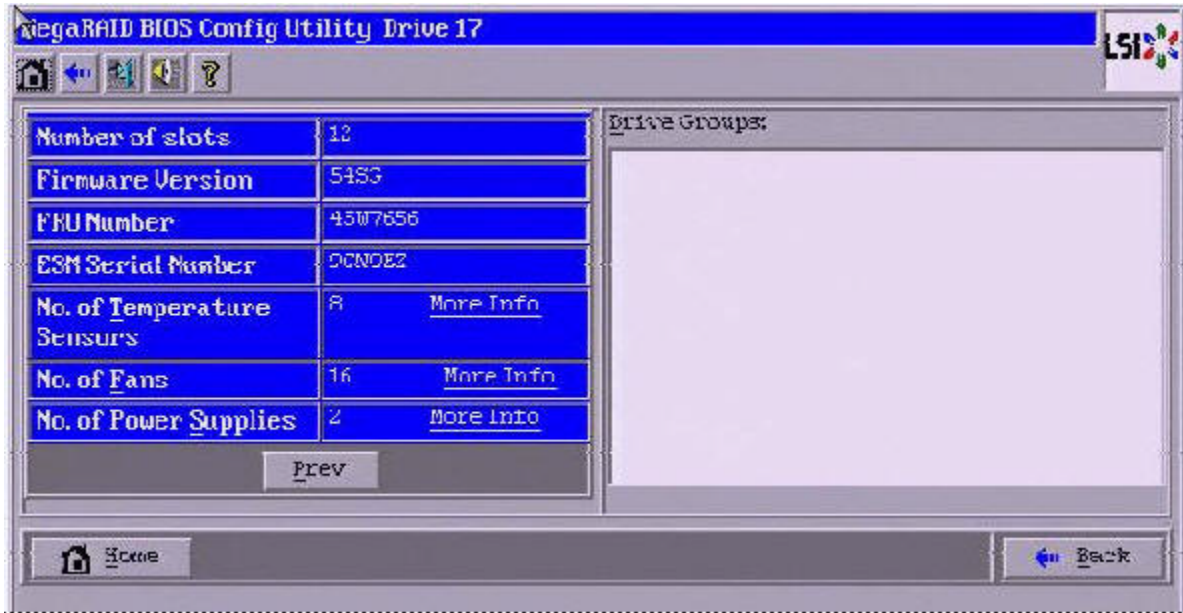 MegaRAID BIOS Config Utility Drive 17
LSI
Number of slots 12
Firmware Version 54SG
FRU Number 45W7656
ESM Serial Number
No. of Temperature Sensors 8 More Info
No. of Fans 16 More Info
No. of Power Supplies 2 More Info
Prev
Drive Groups:
Home
Back